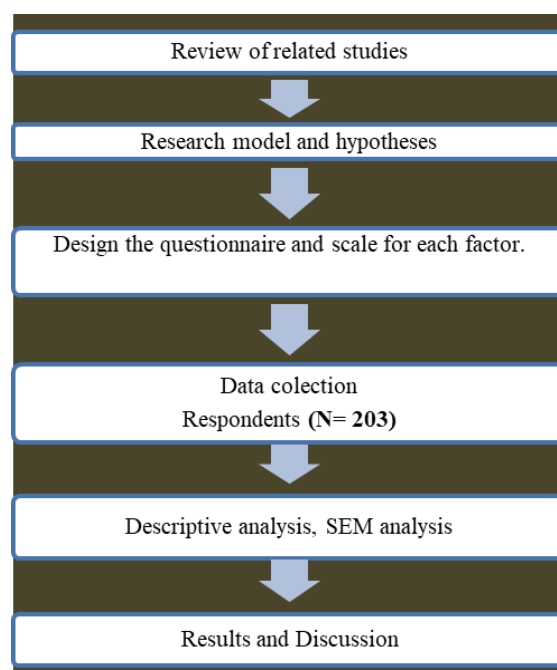 Review of related studies
Research model and hypotheses
Design the questionnaire and scale for each factor.
Data colection
Respondents (N= 203)
Descriptive analysis, SEM analysis
Results and Discussion